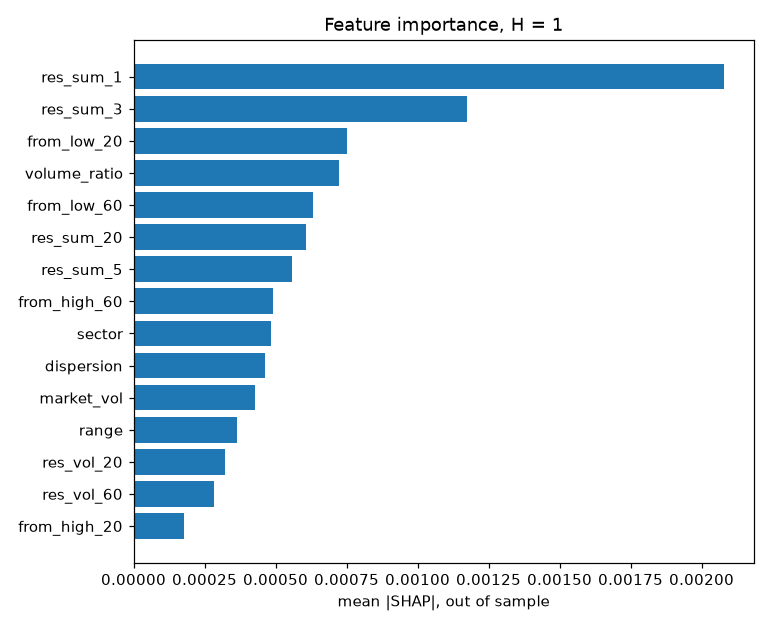 Feature importance, H = 1
res_sum_1
res_sum_3
from_low_20
volume_ratio
from_low_60
res_sum_20
res_sum_5
from_high_60
sector
dispersion
market_vol
range
res_vol_20
res_vol_60
from_high_20
0.00000 0.00025 0.00050 0.00075 0.00100 0.00125 0.00150 0.00175 0.00200
mean |SHAP|, out of sample